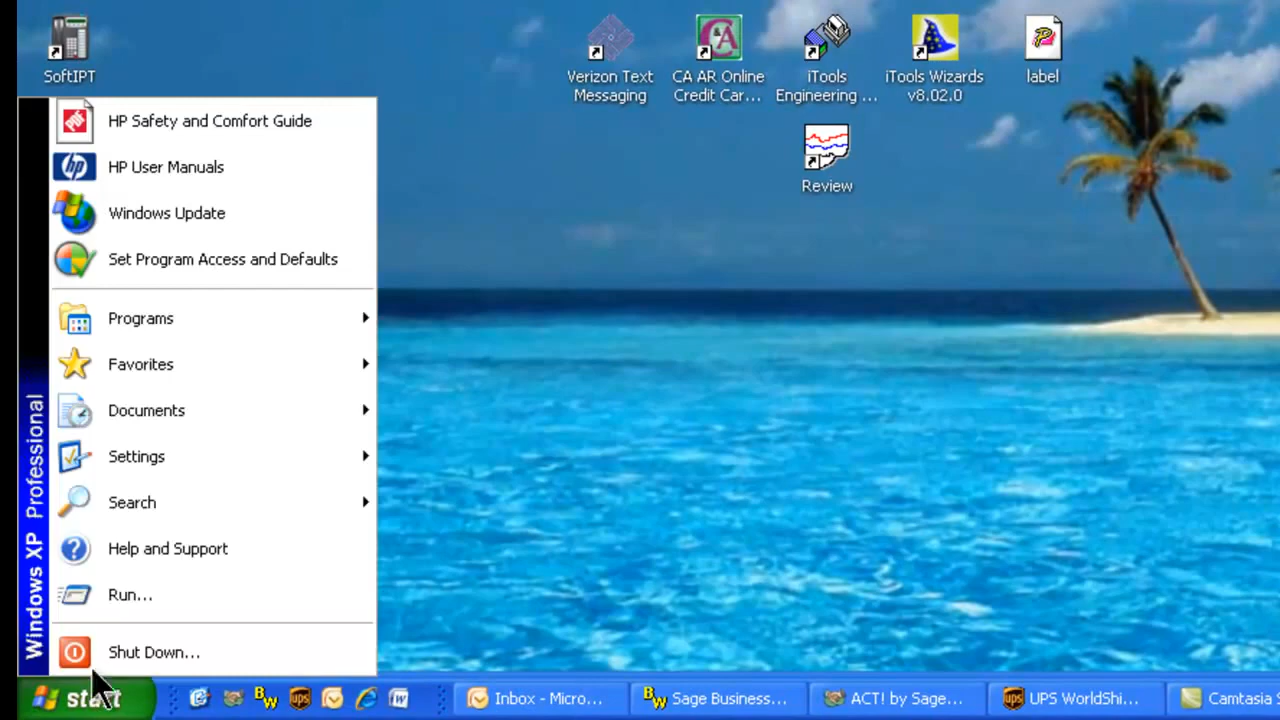 SoftIPT
Verizon Text
Messaging
CA AR Online
Credit Car...
iTools
Engineering ...
iTools Wizards
v8.02.0
label
Review
HP Safety and Comfort Guide
HP User Manuals
Windows Update
Set Program Access and Defaults
Programs
Favorites
Documents
Settings
Search
Help and Support
Run...
Shut Down...
Windows XP Professional
start
Inbox - Micro...
Sage Business...
ACT! by Sage...
UPS WorldShi...
Camtasia S